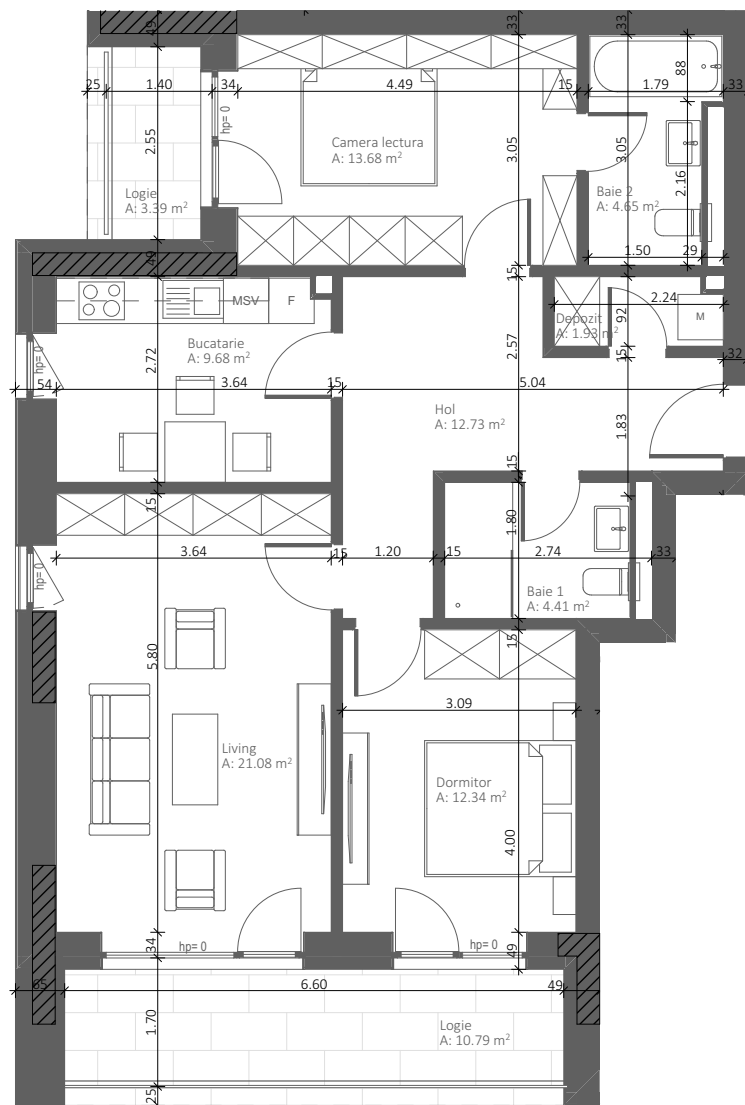 49
33
33
25
1.40
34
4.49
15
1.79
33
88
hp= 0
2.55
Camera lectura
A: 13.68 m²
3.05
3.05
2.16
Logie
A: 3.39 m²
Baie 2
A: 4.65 m²
1.50
29
49
15
2.24
MSV
F
Depozit
A: 1.93 m²
92
M
Bucatarie
A: 9.68 m²
2.72
2.57
hp= 0
15
32
54
3.64
15
5.04
Hol
A: 12.73 m²
1.83
15
15
1.80
3.64
15
1.20
15
2.74
33
hp= 0
Baie 1
A: 4.41 m²
15
5.80
3.09
Living
A: 21.08 m²
Dormitor
A: 12.34 m²
4.00
34
hp= 0
hp= 0
49
65
6.60
49
1.70
Logie
A: 10.79 m²
25